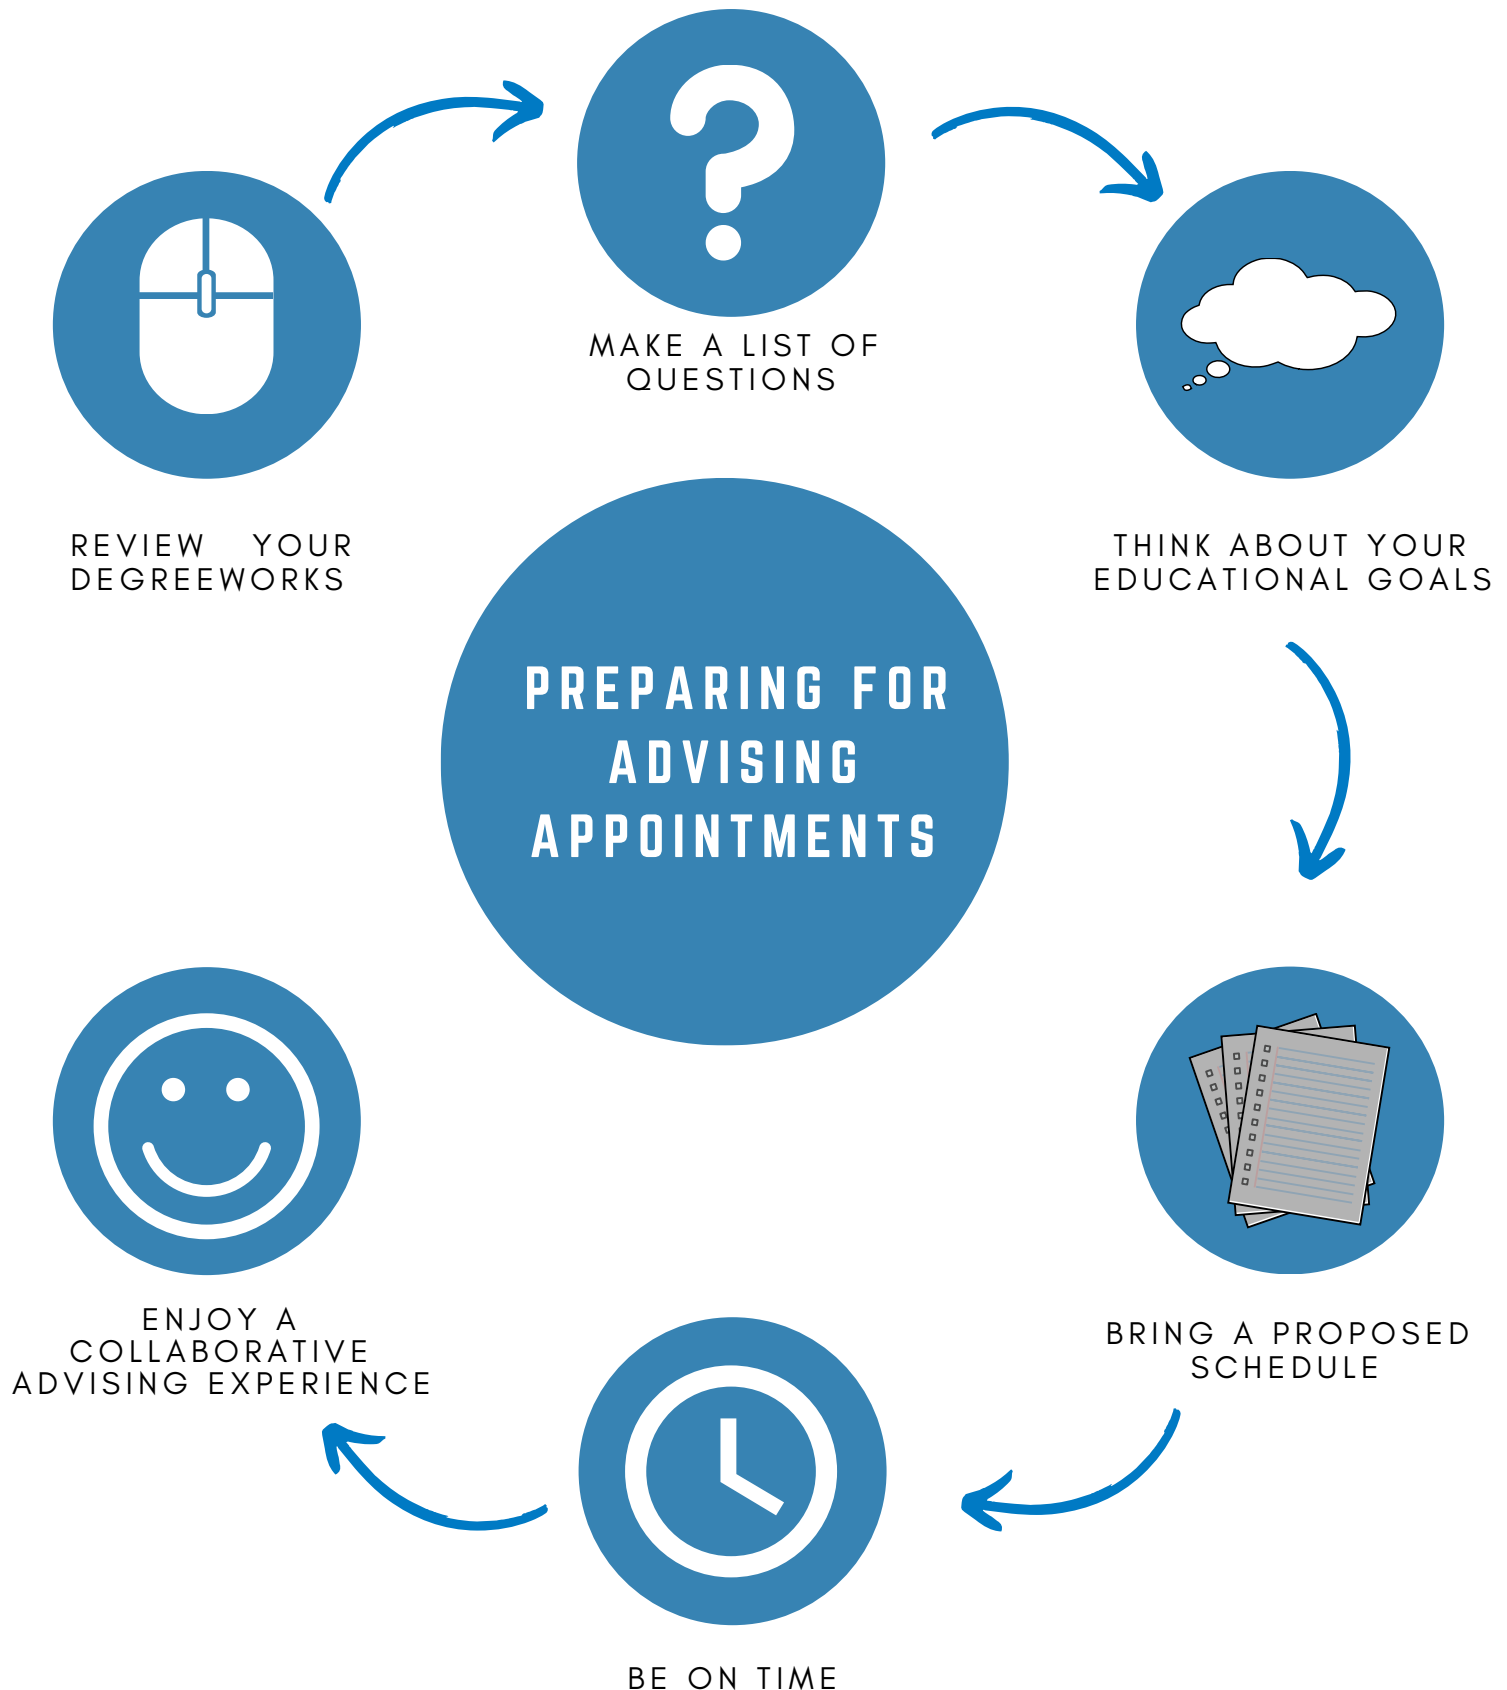 MAKE A LIST OF
QUESTIONS
REVIEW YOUR
DEGREEWORKS
THINK ABOUT YOUR
EDUCATIONAL GOALS
PREPARING FOR
ADVISING
APPOINTMENTS
ENJOY A
COLLABORATIVE
ADVISING EXPERIENCE
BRING A PROPOSED
SCHEDULE
BE ON TIME